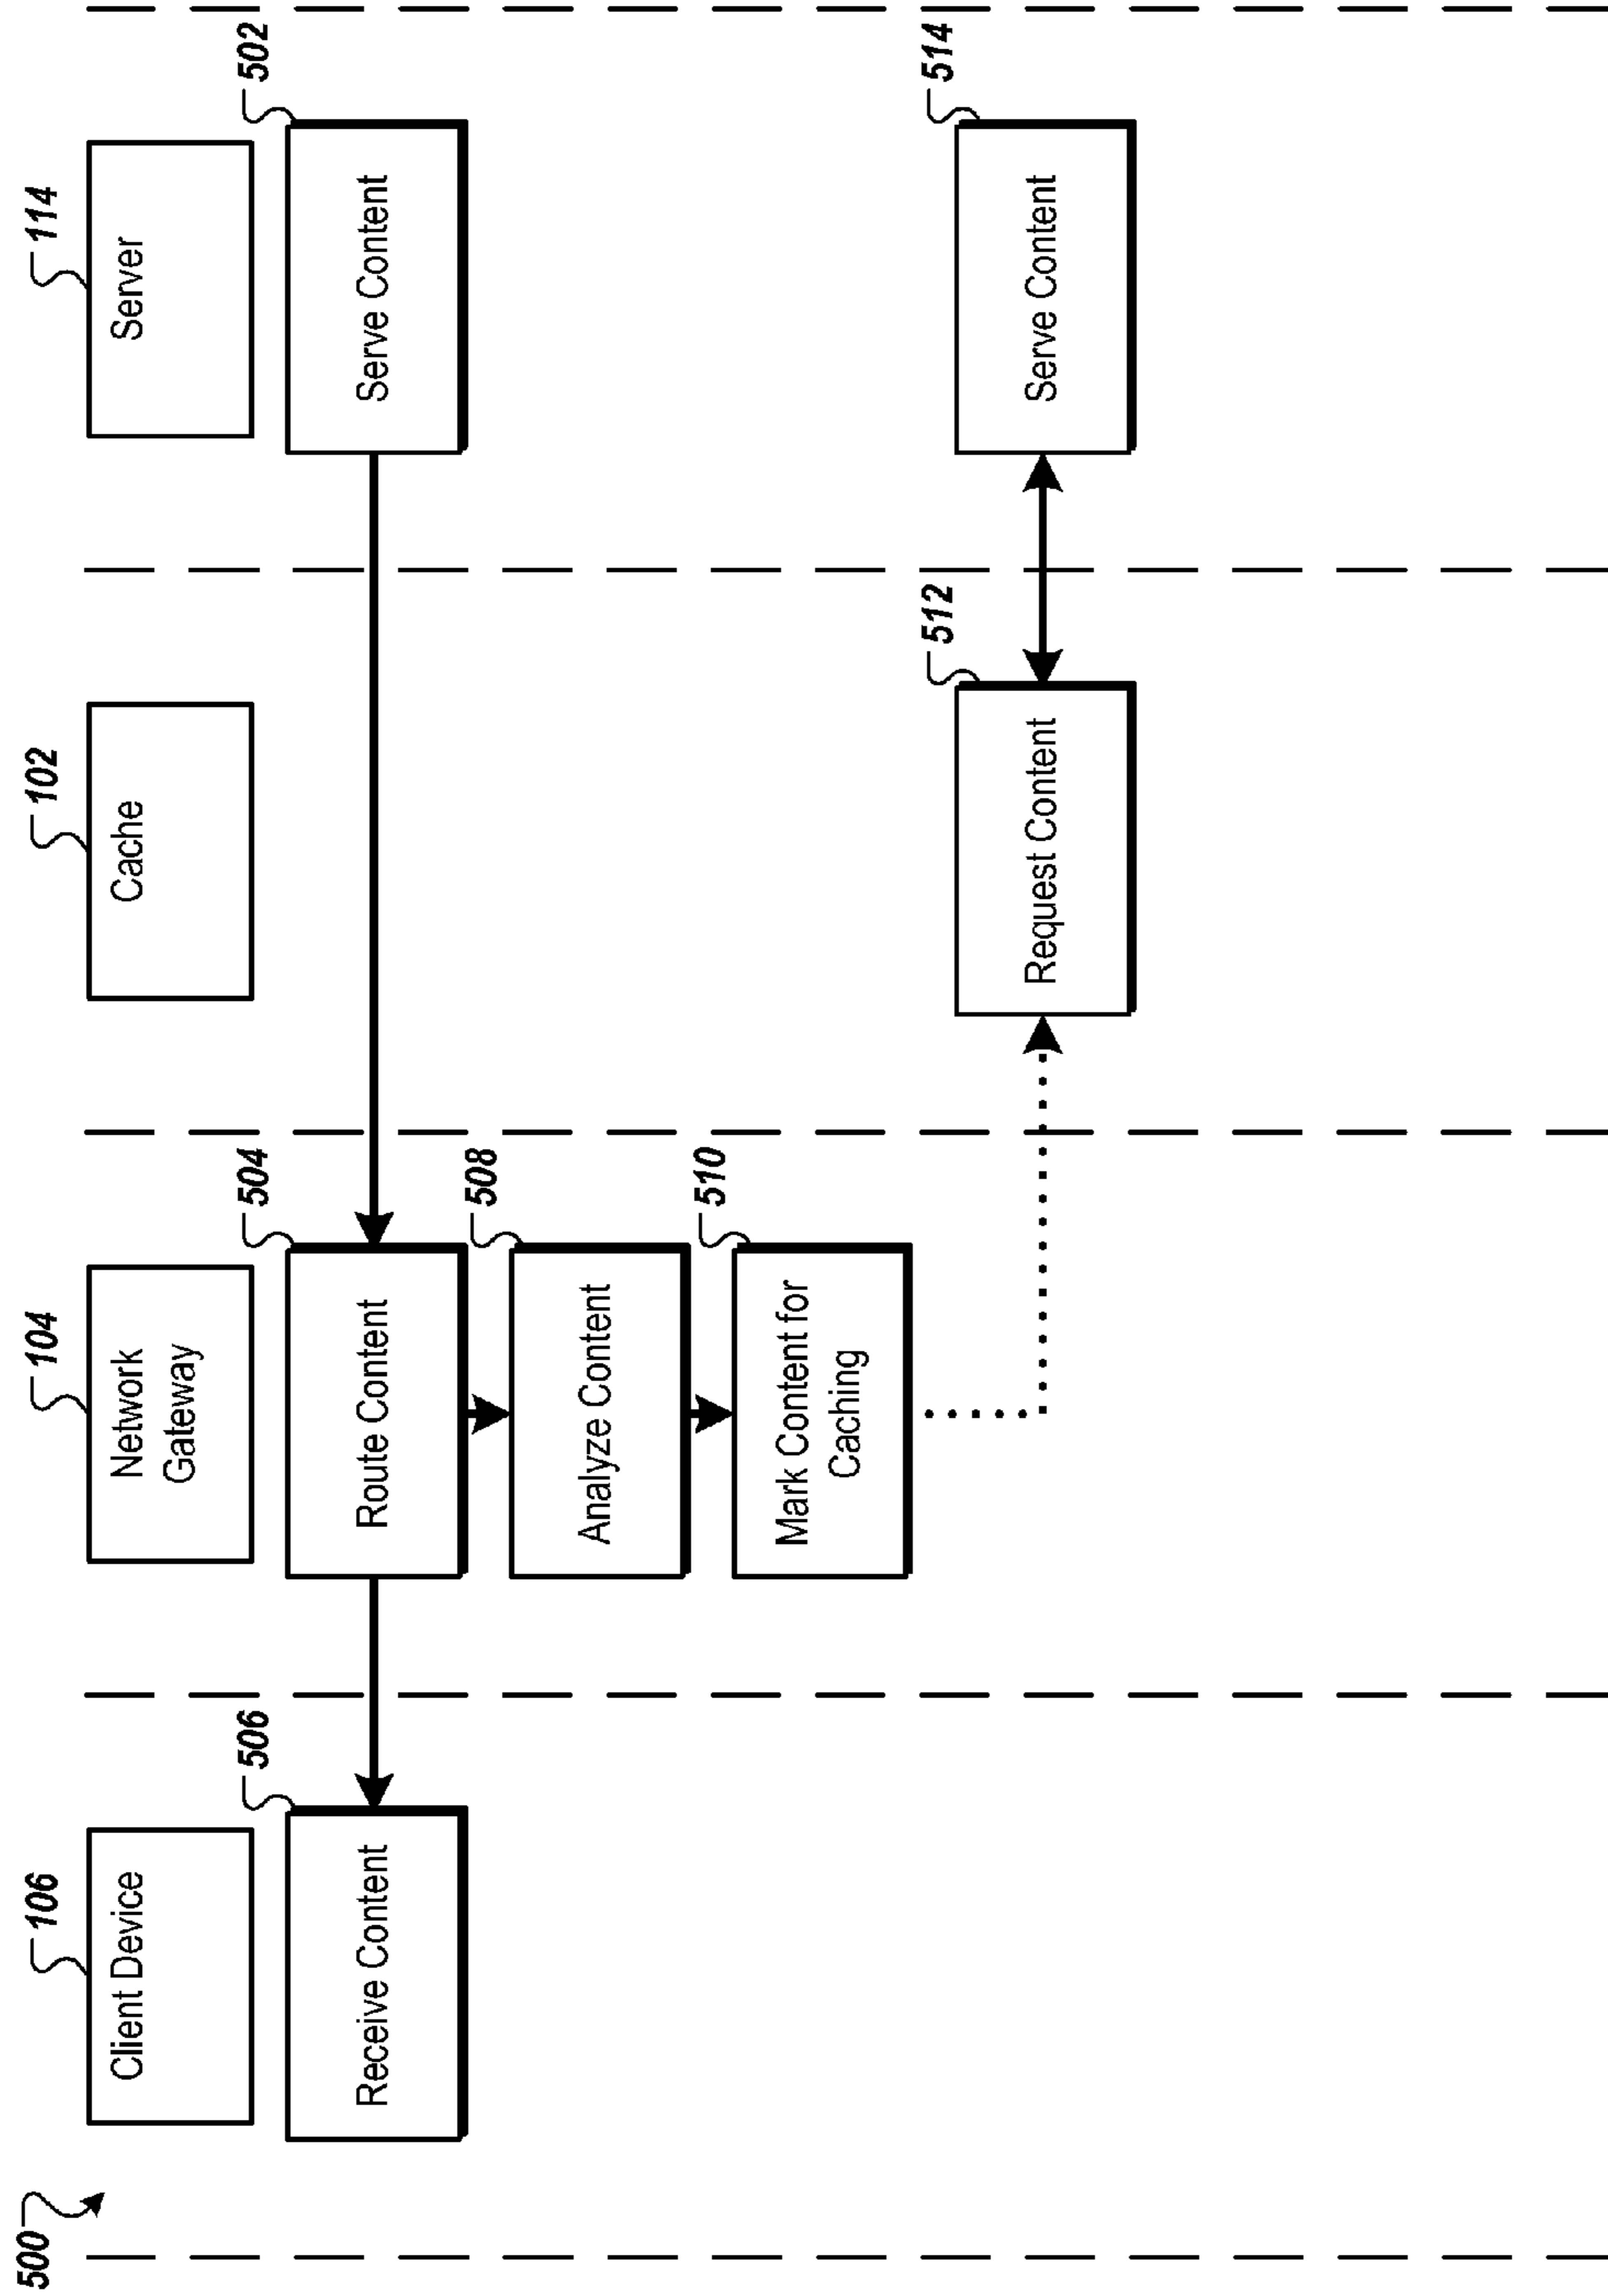 500
106
104
102
114
Client Device
Network
Gateway
Cache
Server
506
504
502
Receive Content
Route Content
Serve Content
508
Analyze Content
510
Mark Content for
Caching
512
514
Request Content
Serve Content